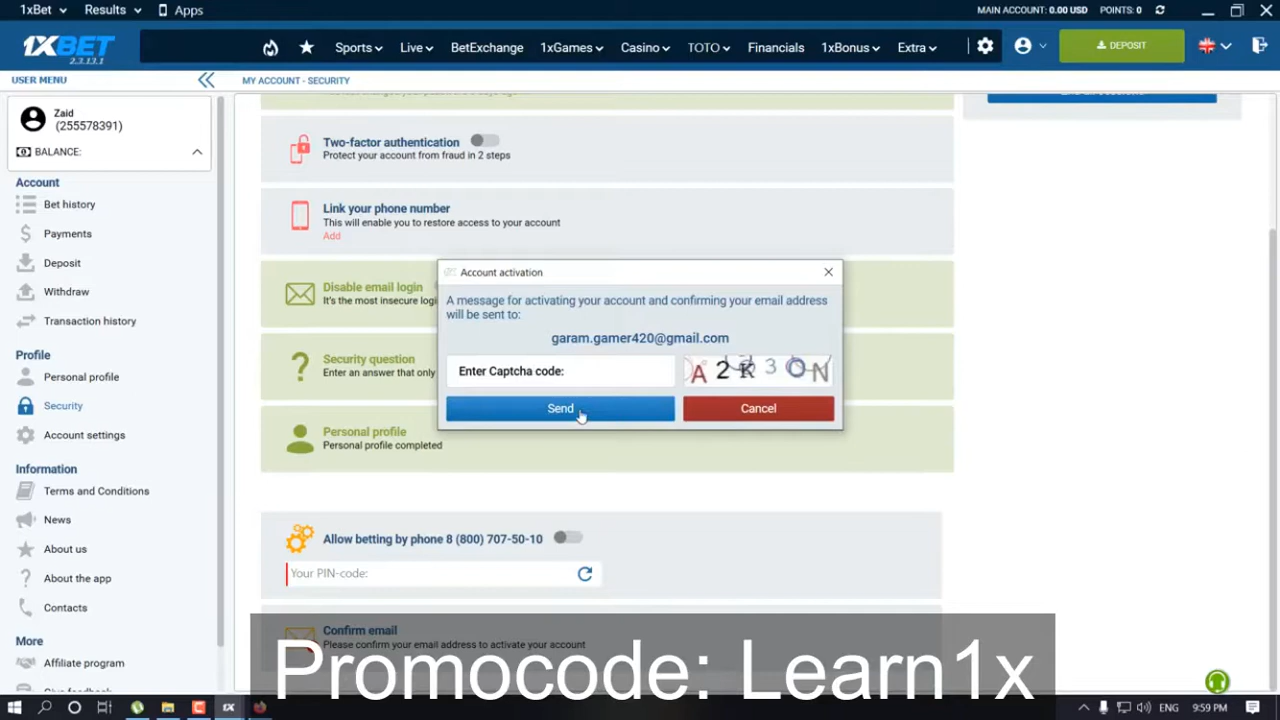 1xBet Results Apps MAIN ACCOUNT: 0.00 USD POINTS: 0
1XBET
2.3.13.1
Sports Live BetExchange 1xGames Casino TOTO Financials 1xBonus Extra DEPOSIT
USER MENU
MY ACCOUNT - SECURITY
Zaid
(255578391)
BALANCE:
Account
Bet history
Payments
Deposit
Withdraw
Transaction history
Profile
Personal profile
Security
Account settings
Information
Terms and Conditions
News
About us
About the app
Contacts
More
Affiliate program
Two-factor authentication
Protect your account from fraud in 2 steps
Link your phone number
This will enable you to restore access to your account
Add
Disable email login
It's the most insecure logi
Security question
Enter an answer that only
Personal profile
Personal profile completed
Account activation
A message for activating your account and confirming your email address
will be sent to:
garam.gamer420@gmail.com
Enter Captcha code:
A2R3ON
Send Cancel
Allow betting by phone 8 (800) 707-50-10
Your PIN-code:
Confirm email
Please confirm your email address to activate your account
Promocode: Learn1x
1X ENG 9:59 PM